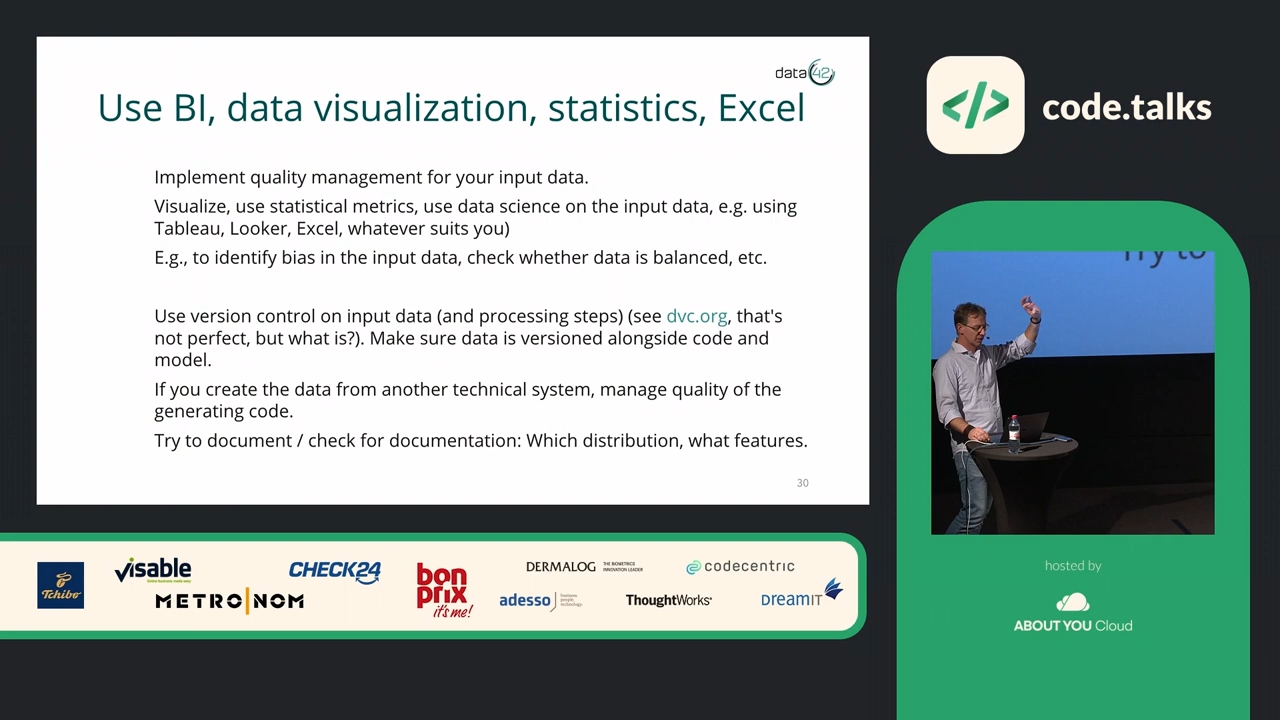 data 42
Use BI, data visualization, statistics, Excel
Implement quality management for your input data.
Visualize, use statistical metrics, use data science on the input data, e.g. using
Tableau, Looker, Excel, whatever suits you)
E.g., to identify bias in the input data, check whether data is balanced, etc.
Use version control on input data (and processing steps) (see dvc.org, that's
not perfect, but what is?). Make sure data is versioned alongside code and
model.
If you create the data from another technical system, manage quality of the
generating code.
Try to document / check for documentation: Which distribution, what features.
30
</> code.talks
Try to
hosted by
ABOUT YOU Cloud
Tchibo
visable
METRO|NOM
CHECK24
bon
prix
it's me!
DERMALOG THE BIOMETRICS
INNOVATION LEADER
adesso business.
people.
technology.
codecentric
ThoughtWorks®
DREAMIT